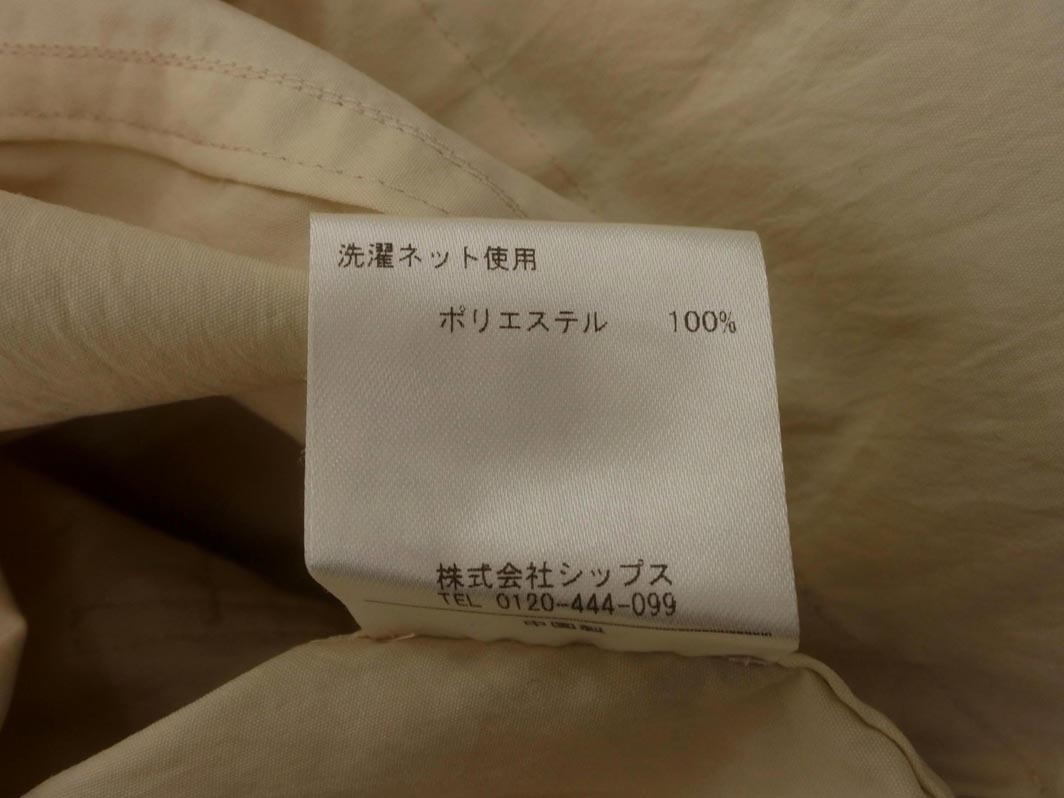 洗濯ネット使用
ポリエステル 100%
株式会社シップス
TEL 0120-444-099